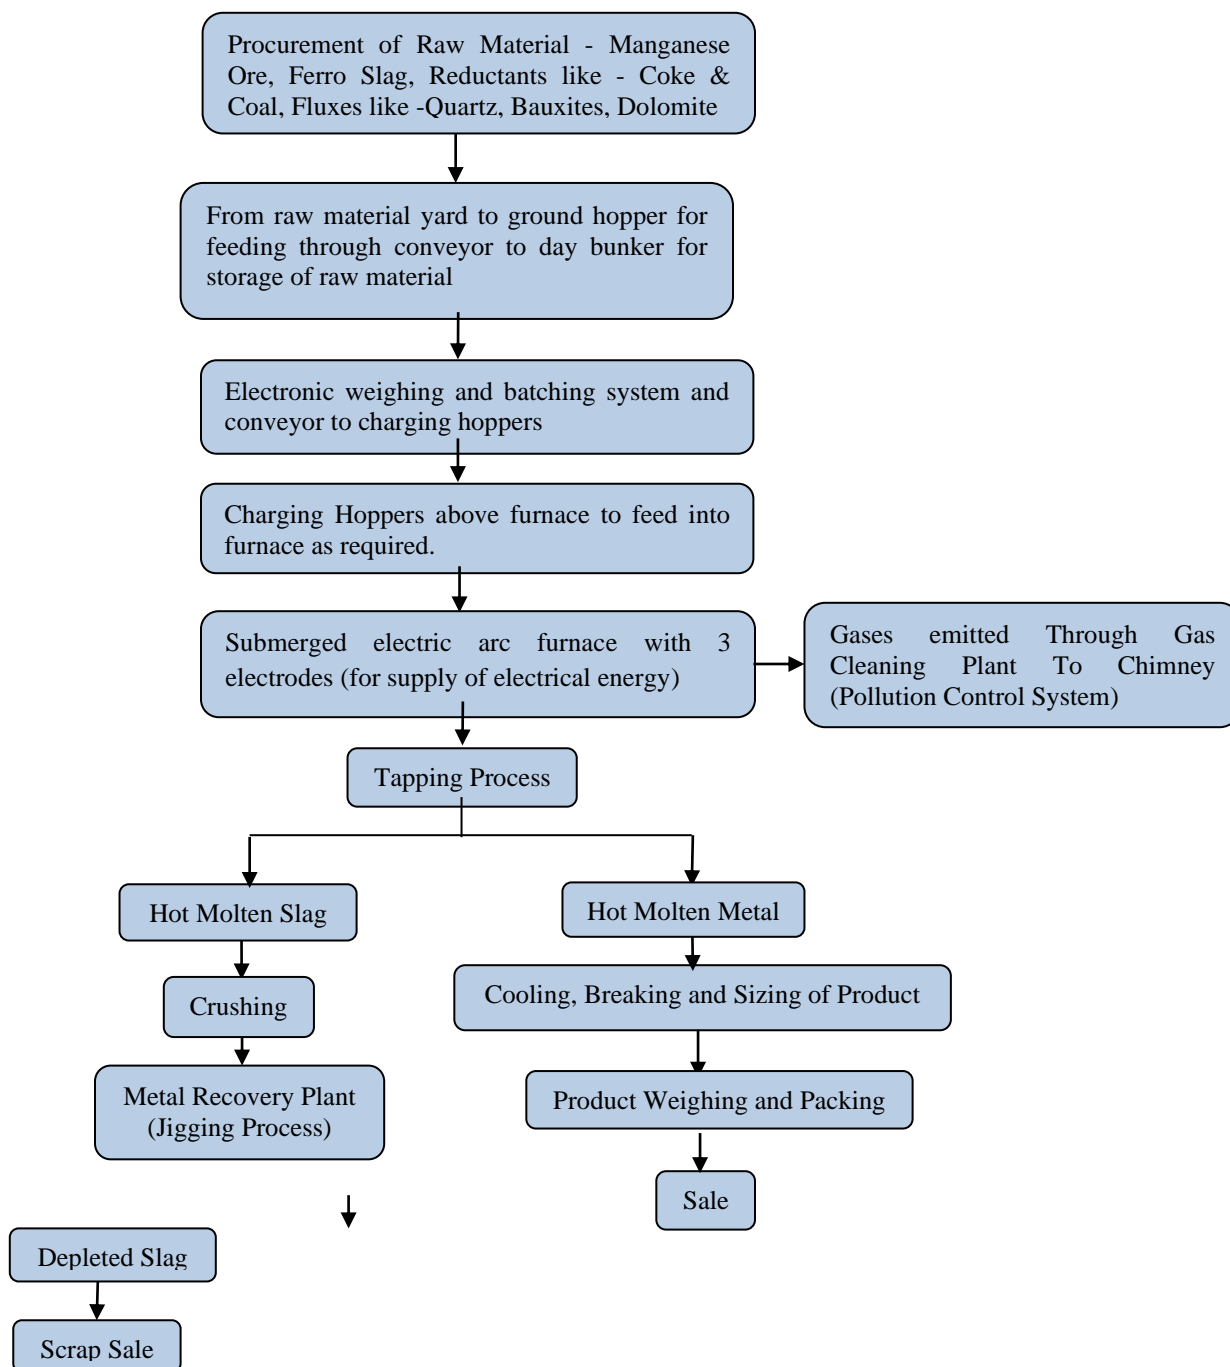 Procurement of Raw Material - Manganese
Ore, Ferro Slag, Reductants like - Coke &
Coal, Fluxes like -Quartz, Bauxites, Dolomite
From raw material yard to ground hopper for
feeding through conveyor to day bunker for
storage of raw material
Electronic weighing and batching system and
conveyor to charging hoppers
Charging Hoppers above furnace to feed into
furnace as required.
Submerged electric arc furnace with 3
electrodes (for supply of electrical energy)
Gases emitted Through Gas
Cleaning Plant To Chimney
(Pollution Control System)
Tapping Process
Hot Molten Slag
Hot Molten Metal
Crushing
Cooling, Breaking and Sizing of Product
Metal Recovery Plant
(Jigging Process)
Product Weighing and Packing
Sale
Depleted Slag
Scrap Sale